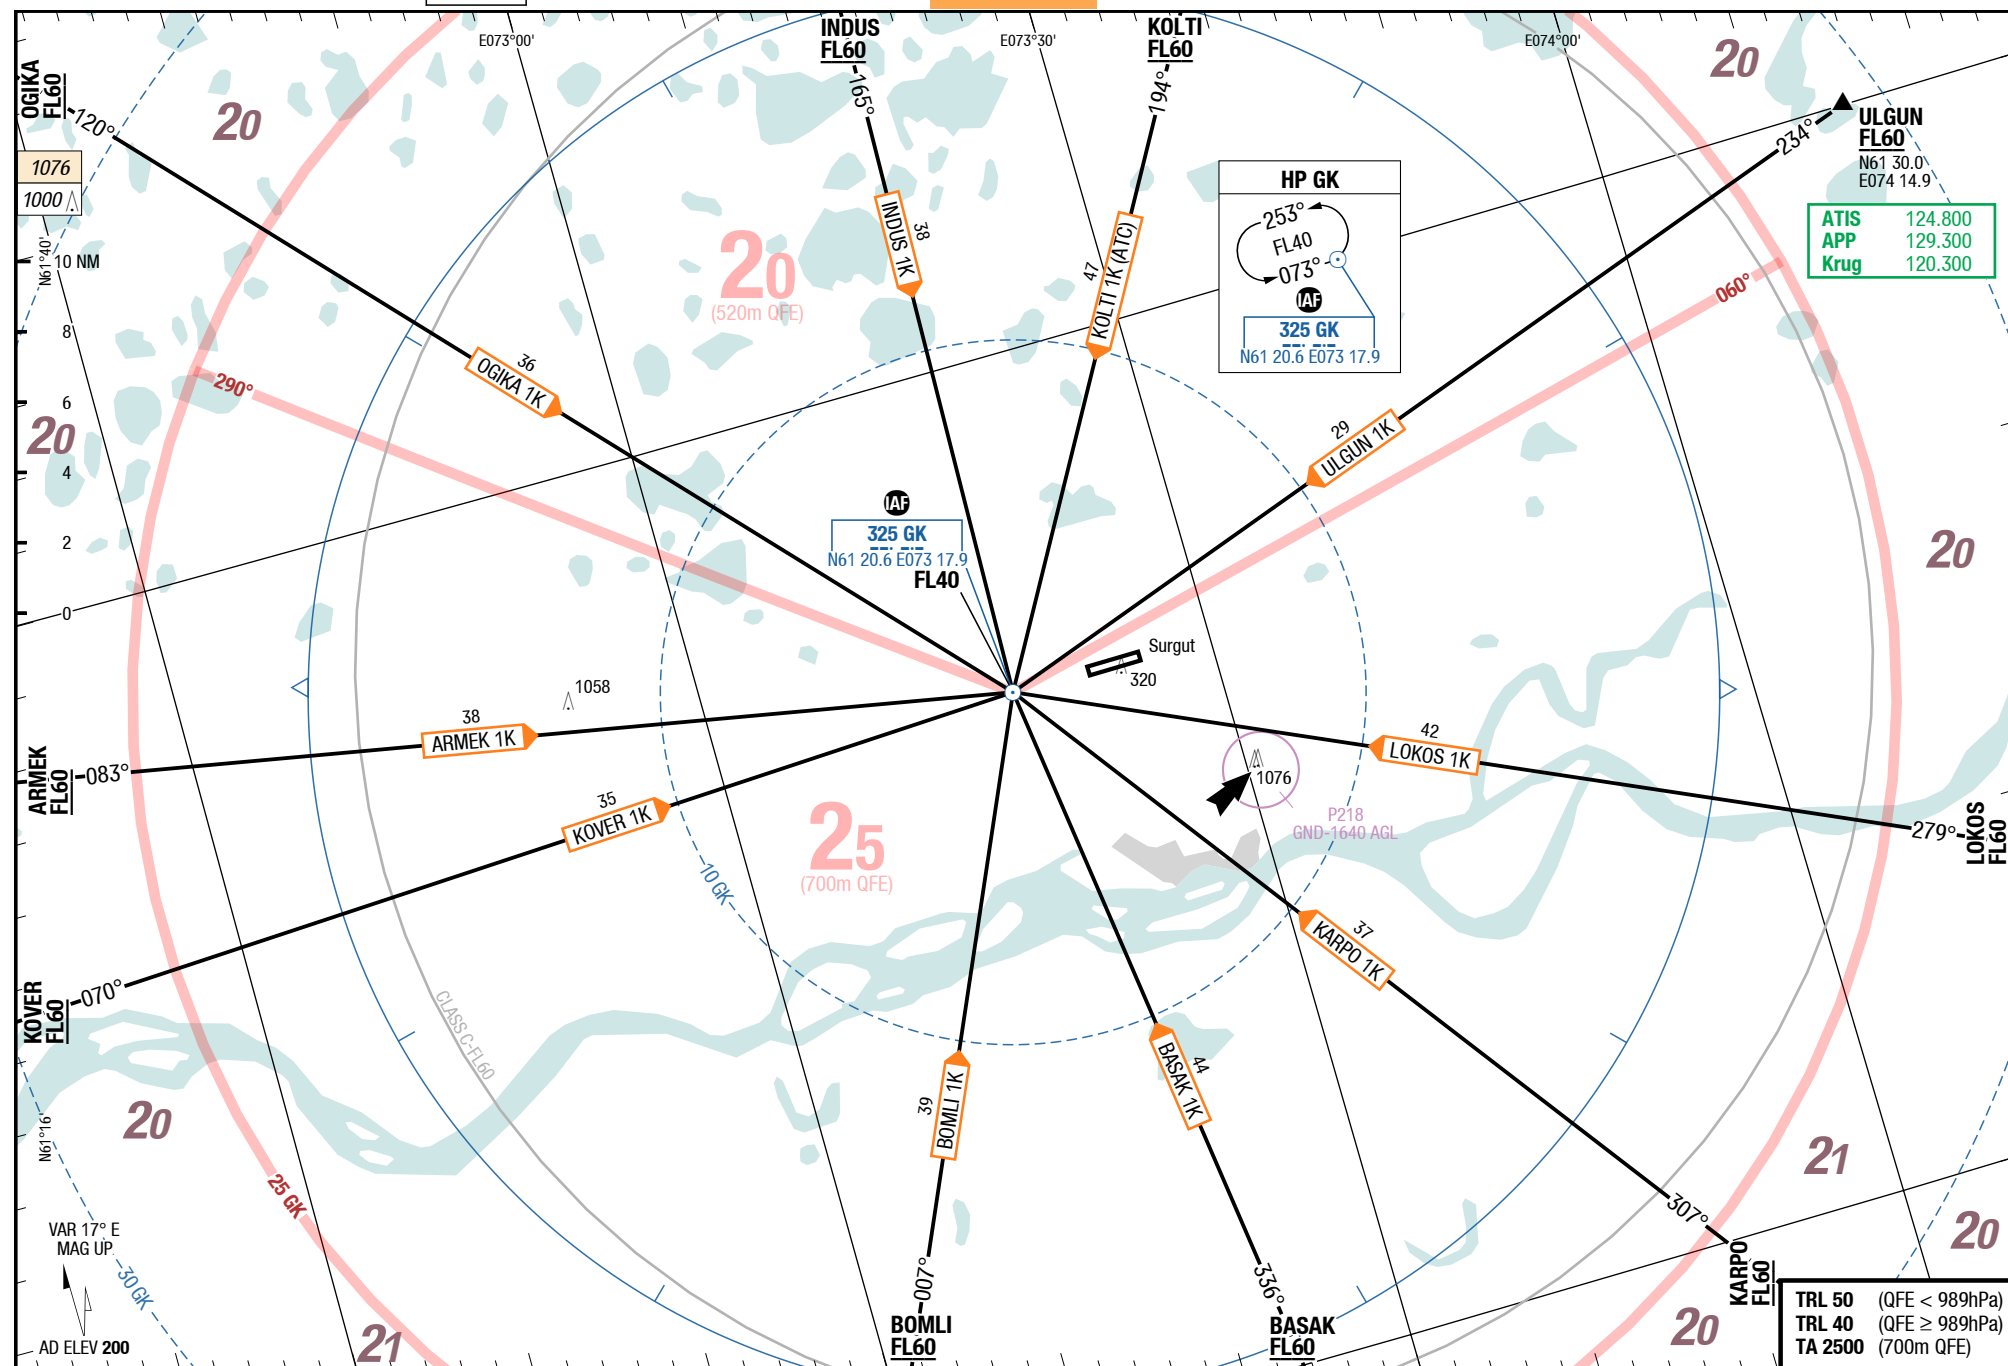 INDUS
FL60
165°
KOLTI
FL60
194°
E073°00'
E073°30'
E074°00'
OGIKA
FL60
120°
20
20
ULGUN
FL60
N61 30.0
E074 14.9
234°
1076
1000
HP GK
253°
FL40
073°
IAF
325 GK
N61 20.6 E073 17.9
ATIS 124.800
APP 129.300
Krug 120.300
N61°40'
10 NM
8
6
4
2
0
INDUS 1K
38
KOLTI 1K (ATC)
47
20
(520m QFE)
060°
290°
36
OGIKA 1K
29
ULGUN 1K
20
20
IAF
325 GK
N61 20.6 E073 17.9
FL40
Surgut
320
1058
38
ARMEK 1K
ARMEK
FL60
083°
42
LOKOS 1K
1076
P218
GND-1640 AGL
279°
LOKOS
FL60
35
KOVER 1K
25
(700m QFE)
10 GK
37
KARPO 1K
KOVER
FL60
070°
CLASS C-FL60
39
BOMLI 1K
44
BASAK 1K
20
N61°16'
21
25 GK
307°
KARPO
FL60
20
VAR 17° E
MAG UP
30 GK
AD ELEV 200
21
007°
BOMLI
FL60
336°
BASAK
FL60
20
TRL 50 (QFE < 989hPa)
TRL 40 (QFE ≥ 989hPa)
TA 2500 (700m QFE)